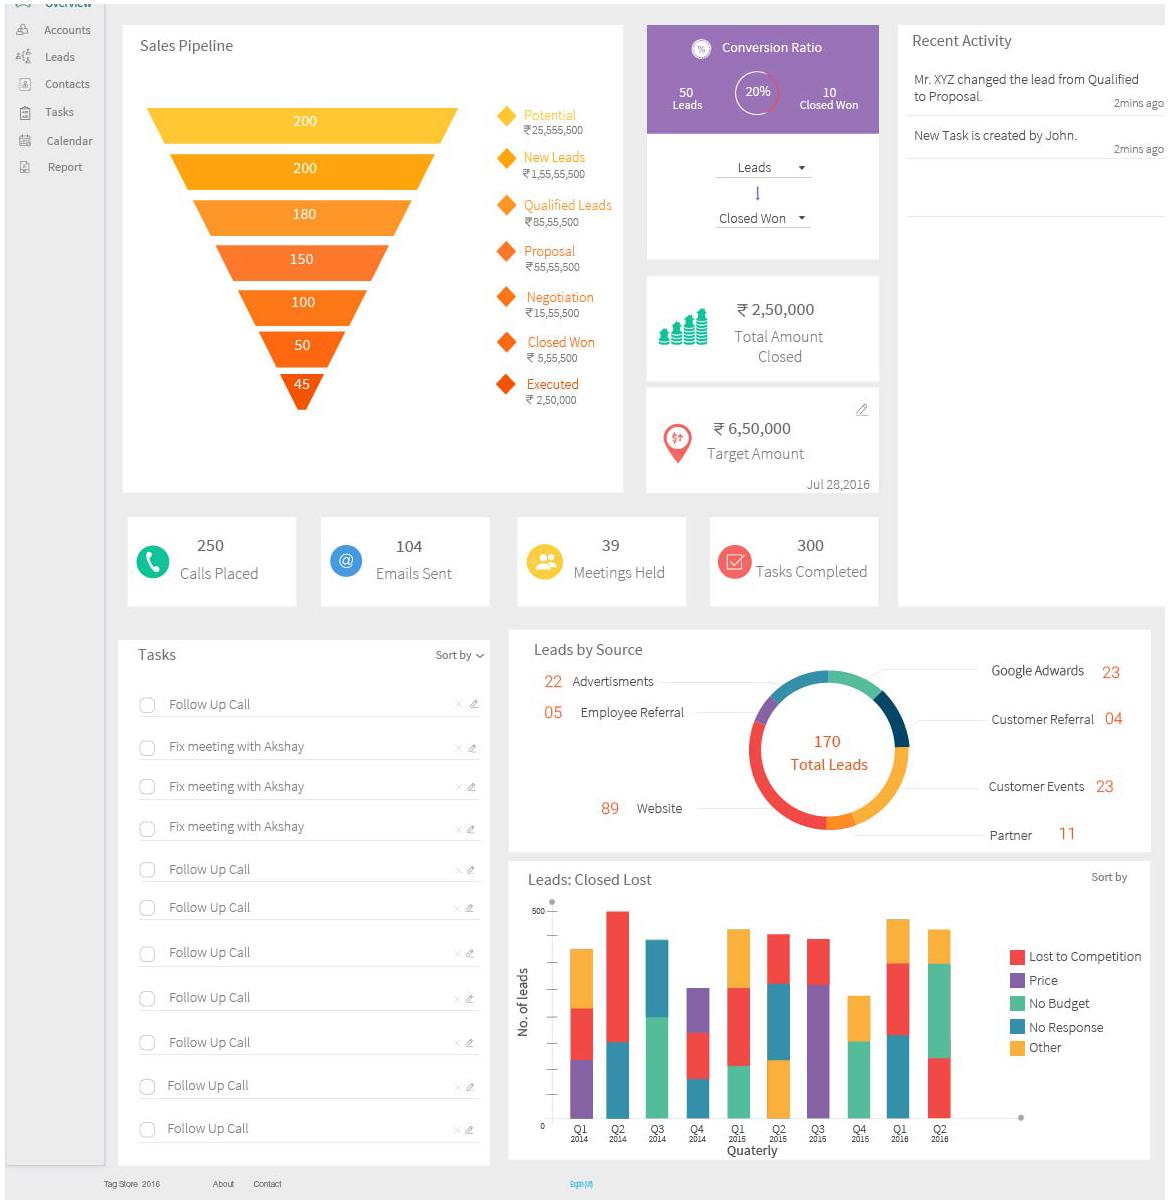 Overview
Accounts
Leads
Contacts
Tasks
Calendar
Report
Sales Pipeline
200
200
180
150
100
50
45
Potential
₹25,555,500
New Leads
₹1,55,55,500
Qualified Leads
₹85,55,500
Proposal
₹55,55,500
Negotiation
₹15,55,500
Closed Won
₹ 5,55,500
Executed
₹ 2,50,000
% Conversion Ratio
50
Leads
20%
10
Closed Won
Leads
Closed Won
₹ 2,50,000
Total Amount
Closed
$
₹ 6,50,000
Target Amount
Jul 28,2016
Recent Activity
Mr. XYZ changed the lead from Qualified
to Proposal.
2mins ago
New Task is created by John.
2mins ago
250
Calls Placed
@
104
Emails Sent
39
Meetings Held
300
Tasks Completed
Tasks
Sort by
Follow Up Call
Fix meeting with Akshay
Fix meeting with Akshay
Fix meeting with Akshay
Follow Up Call
Follow Up Call
Follow Up Call
Follow Up Call
Follow Up Call
Follow Up Call
Follow Up Call
Leads by Source
22 Advertisments
05 Employee Referral
89 Website
170
Total Leads
Google Adwards 23
Customer Referral 04
Customer Events 23
Partner 11
Leads: Closed Lost
Sort by
500
0
No. of leads
Q1 Q2 Q3 Q4 Q1 Q2 Q3 Q4 Q1 Q2
2014 2014 2014 2014 2015 2015 2015 2015 2016 2016
Quaterly
Lost to Competition
Price
No Budget
No Response
Other
Tag Store 2016 About Contact